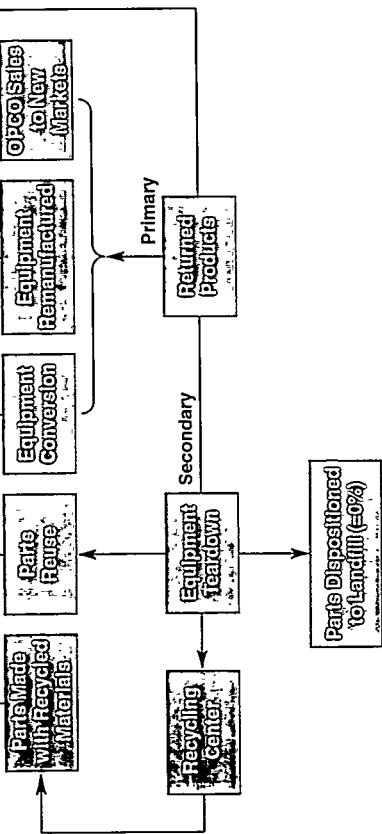 Parts Made
with Recycled
Materials
Parts
Reuse
Equipment
Conversion
Equipment
Remanufactured
OPCO Sales
to New
Markets
Primary
Recycling
Center
Equipment
Teardown
Secondary
Returned
Products
Parts Dispositioned
to Landfill (=0%)